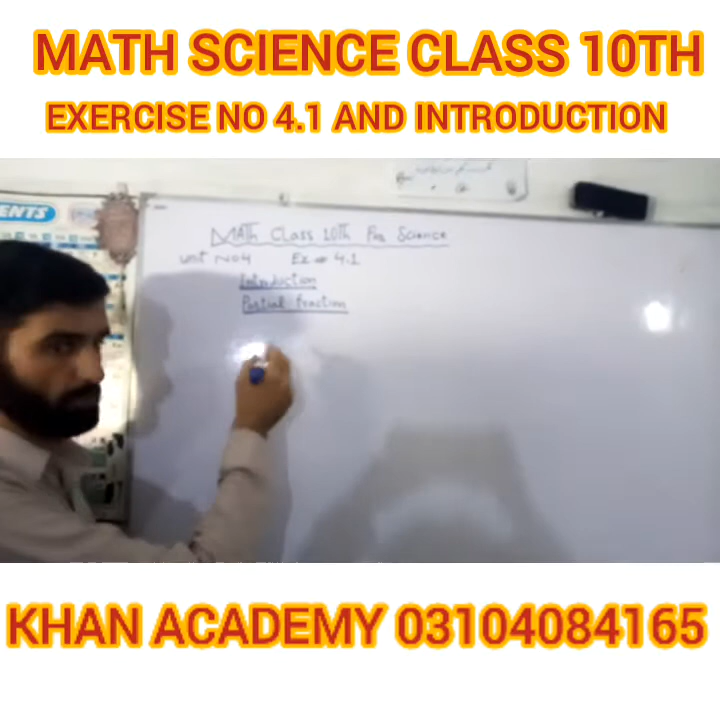 MATH SCIENCE CLASS 10TH
EXERCISE NO 4.1 AND INTRODUCTION
ENTS
MATh Class 10Th For Science
unit No4 Ex 4.1
Introduction
Partial fraction
KHAN ACADEMY 03104084165